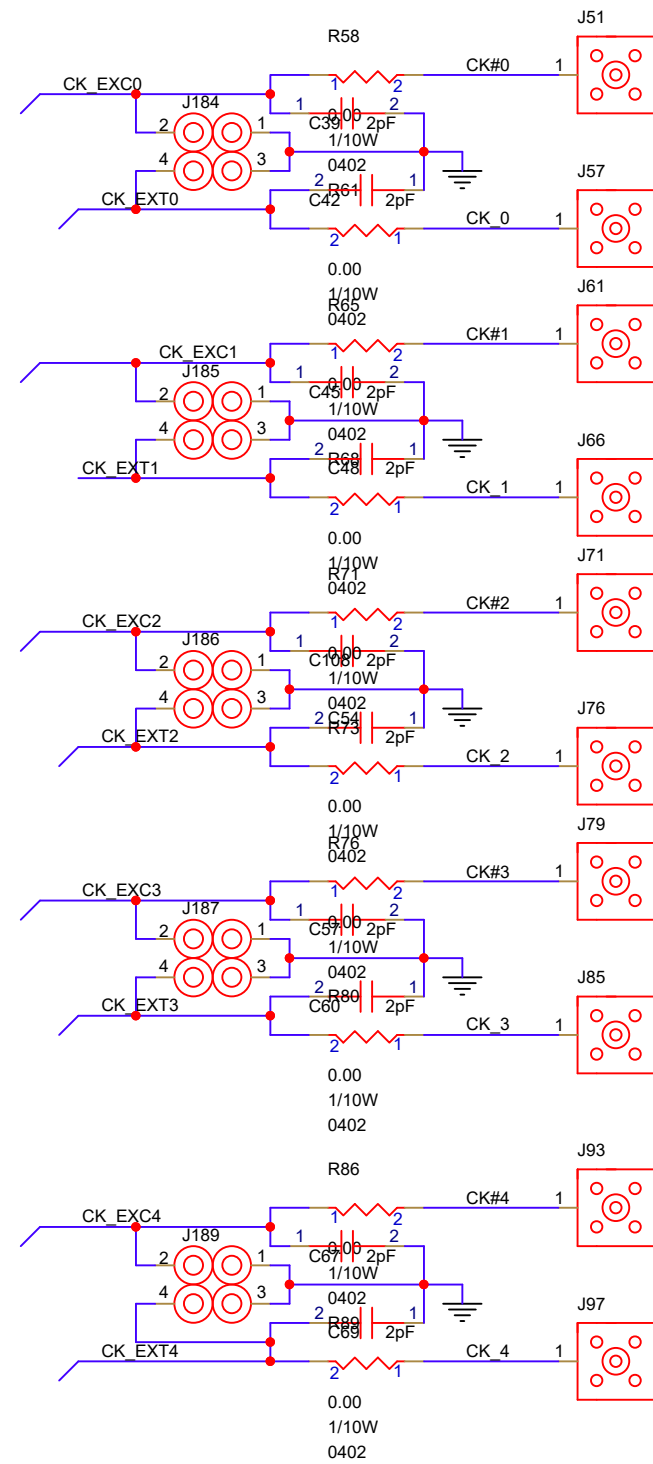 J51
R58
CK_EXC0
CK#0
1
1 2
J184
1 2
C39 0.00 2pF
2 1
1/10W
4 3
0402
J57
2 1
R61
CK_EXT0
C42 2pF
CK_0
1
2 1
0.00
1/10W
J61
R65
0402
CK_EXC1
CK#1
1
1 2
J185
1 2
C45 0.00 2pF
2 1
1/10W
4 3
0402
J66
2 1
R68
CK_EXT1
C48 2pF
CK_1
1
2 1
0.00
1/10W
J71
R71
0402
CK_EXC2
CK#2
1
1 2
J186
1 2
C108 0.00 2pF
2 1
1/10W
4 3
0402
J76
2 1
C54
R73 2pF
CK_EXT2
CK_2
1
2 1
0.00
1/10W
J79
R76
0402
CK_EXC3
CK#3
1
1 2
J187
1 2
C57 0.00 2pF
2 1
1/10W
4 3
0402
J85
2 1
R80
CK_EXT3
C60 2pF
CK_3
1
2 1
0.00
1/10W
0402
J93
R86
CK_EXC4
CK#4
1
1 2
J189
1 2
C67 0.00 2pF
2 1
1/10W
4 3
0402
J97
2 1
R89
C69 2pF
CK_EXT4
CK_4
1
2 1
0.00
1/10W
0402